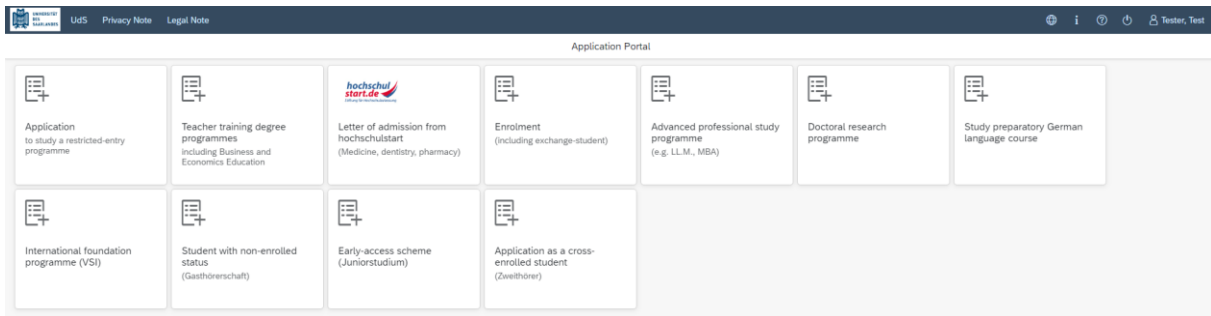 UNIVERSITÄT
DES
SAARLANDES
UdS Privacy Note Legal Note
Tester, Test
Application Portal
Application
to study a restricted-entry
programme
Teacher training degree
programmes
including Business and
Economics Education
hochschul
start.de
Letter of admission from
hochschulstart
(Medicine, dentistry, pharmacy)
Enrolment
(including exchange-student)
Advanced professional study
programme
(e.g. LL.M., MBA)
Doctoral research
programme
Study preparatory German
language course
International foundation
programme (VSI)
Student with non-enrolled
status
(Gasthörerschaft)
Early-access scheme
(Juniorstudium)
Application as a cross-
enrolled student
(Zweithörer)